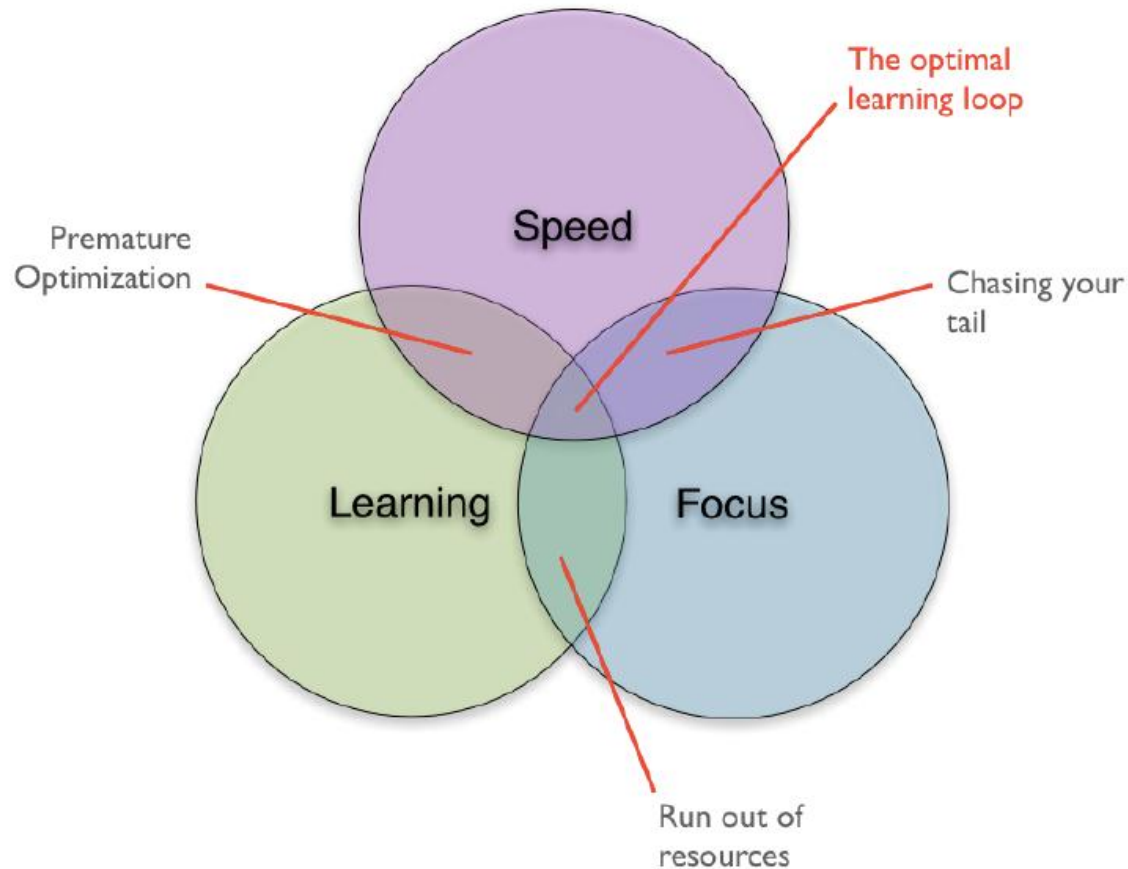 The optimal
learning loop
Speed
Premature
Optimization
Chasing your
tail
Learning
Focus
Run out of
resources